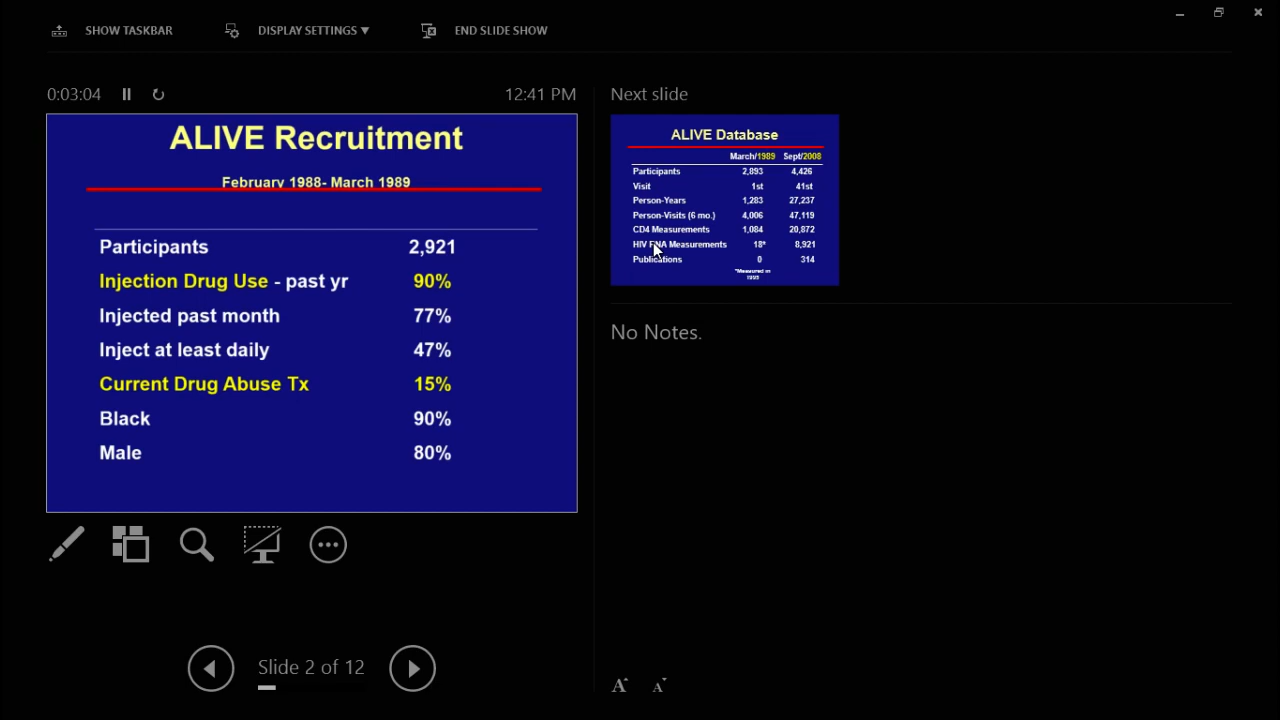 SHOW TASKBAR DISPLAY SETTINGS ▼ END SLIDE SHOW
0:03:04 12:41 PM
ALIVE Recruitment
February 1988- March 1989
Participants 2,921
Injection Drug Use - past yr 90%
Injected past month 77%
Inject at least daily 47%
Current Drug Abuse Tx 15%
Black 90%
Male 80%
Slide 2 of 12
Next slide
ALIVE Database
March/1989 Sept/2008
Participants 2,893 4,426
Visit 1st 41st
Person-Years 1,283 27,237
Person-Visits (6 mo.) 4,006 47,119
CD4 Measurements 1,084 20,872
HIV RNA Measurements 18* 8,921
Publications 0 314
*Measured in
1993
No Notes.
A A